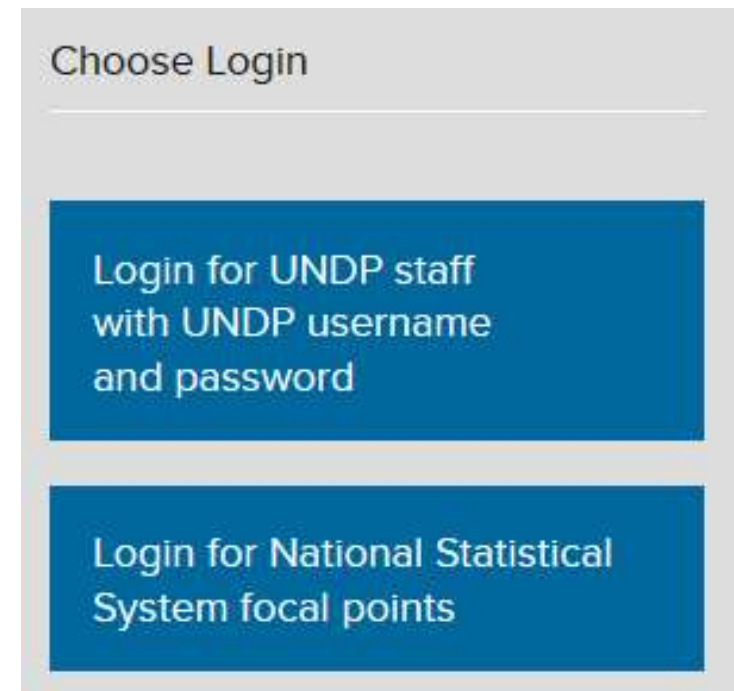 Choose Login
Login for UNDP staff
with UNDP username
and password
Login for National Statistical
System focal points